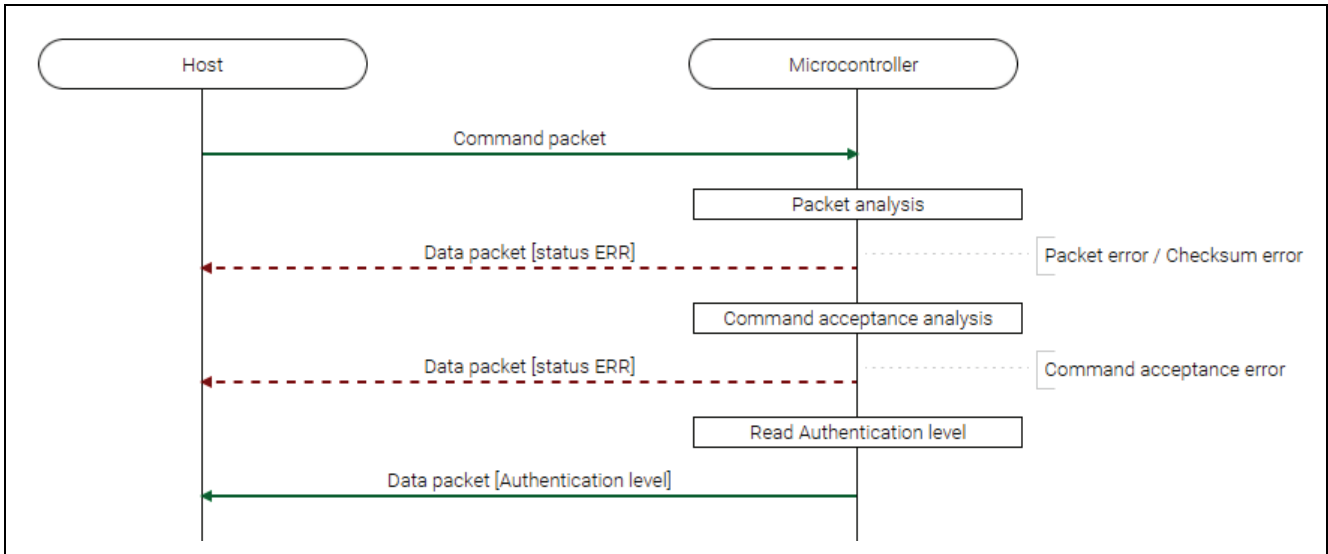 Host
Microcontroller
Command packet
Packet analysis
Data packet [status ERR]
Packet error / Checksum error
Command acceptance analysis
Data packet [status ERR]
Command acceptance error
Read Authentication level
Data packet [Authentication level]